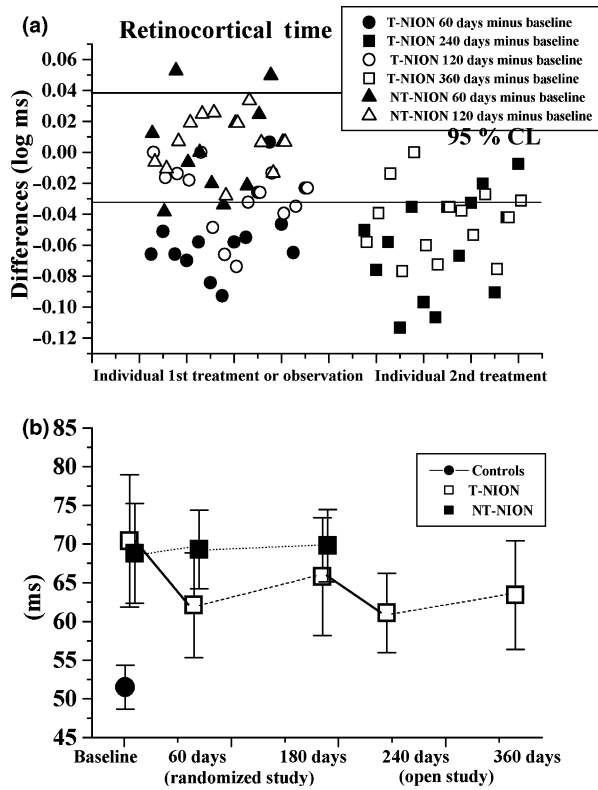 (a)
Retinocortical time
T-NION 60 days minus baseline
T-NION 240 days minus baseline
T-NION 120 days minus baseline
T-NION 360 days minus baseline
NT-NION 60 days minus baseline
NT-NION 120 days minus baseline
95 % CL
Differences (log ms)
0.06
0.04
0.02
0.00
−0.02
−0.04
−0.06
−0.08
−0.10
−0.12
Individual 1st treatment or observation
Individual 2nd treatment
(b)
(ms)
85
80
75
70
65
60
55
50
45
Controls
T-NION
NT-NION
Baseline 60 days 180 days 240 days 360 days
(randomized study) (open study)